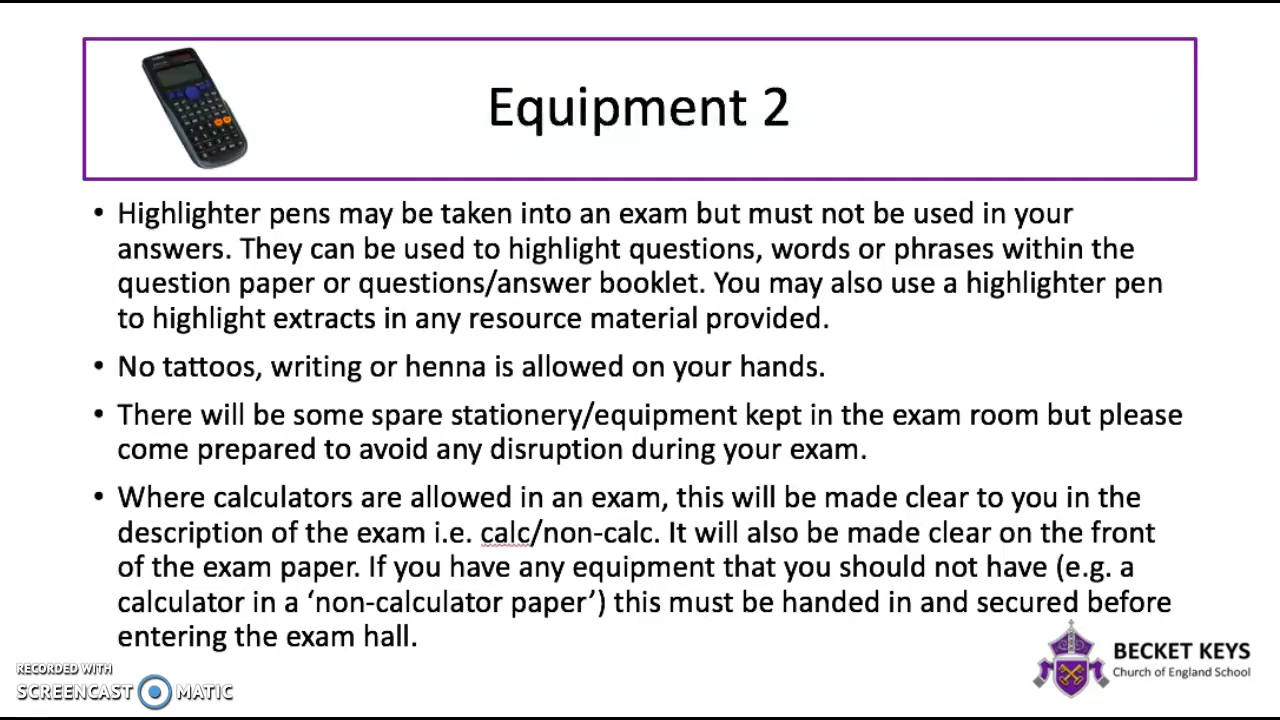 Equipment 2
• Highlighter pens may be taken into an exam but must not be used in your
answers. They can be used to highlight questions, words or phrases within the
question paper or questions/answer booklet. You may also use a highlighter pen
to highlight extracts in any resource material provided.
• No tattoos, writing or henna is allowed on your hands.
• There will be some spare stationery/equipment kept in the exam room but please
come prepared to avoid any disruption during your exam.
• Where calculators are allowed in an exam, this will be made clear to you in the
description of the exam i.e. calc/non-calc. It will also be made clear on the front
of the exam paper. If you have any equipment that you should not have (e.g. a
calculator in a ‘non-calculator paper’) this must be handed in and secured before
entering the exam hall.
BECKET KEYS
Church of England School
RECORDED WITH
SCREENCAST MATIC